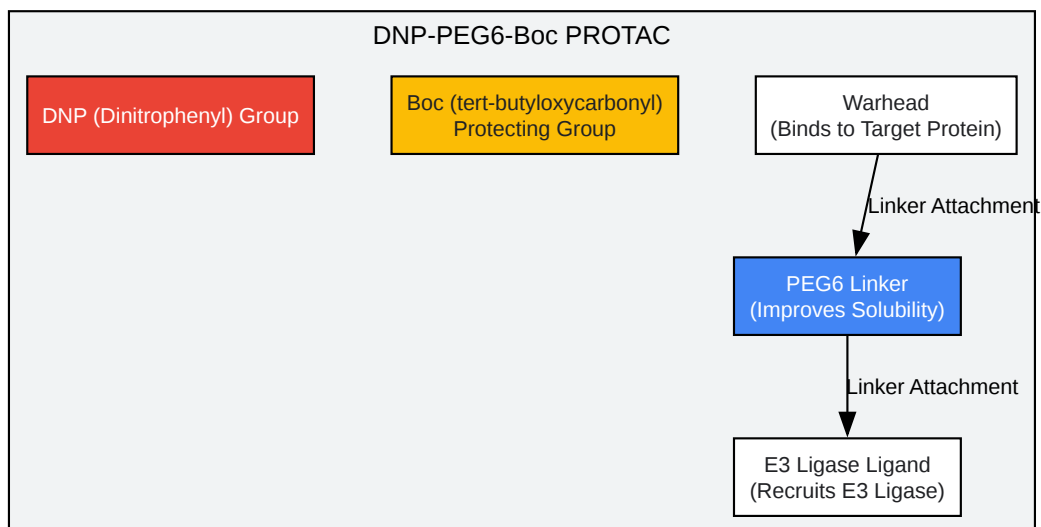 DNP-PEG6-Boc PROTAC
DNP (Dinitrophenyl) Group
Boc (tert-butyloxycarbonyl)
Protecting Group
Warhead
(Binds to Target Protein)
Linker Attachment
PEG6 Linker
(Improves Solubility)
Linker Attachment
E3 Ligase Ligand
(Recruits E3 Ligase)